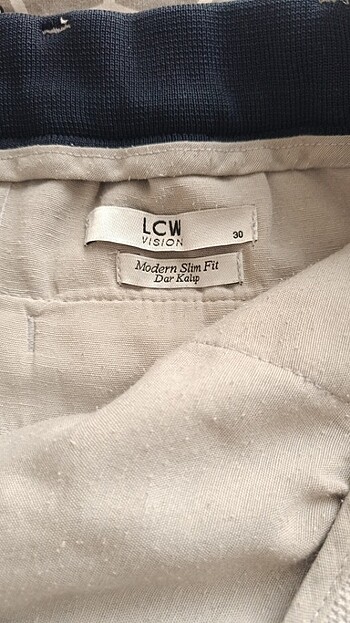 LCW
VISION
30
Modern Slim Fit
Dar Kalıp